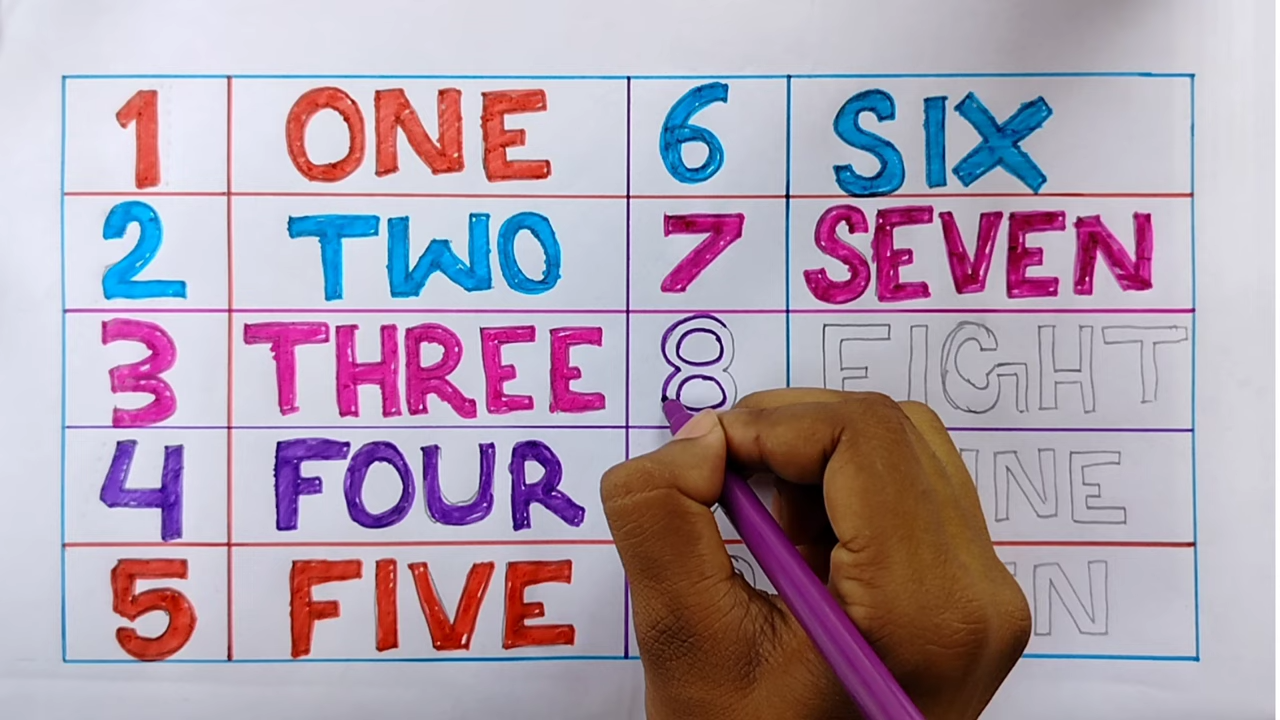 1 ONE 6 SIX
2 TWO 7 SEVEN
3 THREE 8 EIGHT
4 FOUR
5 FIVE